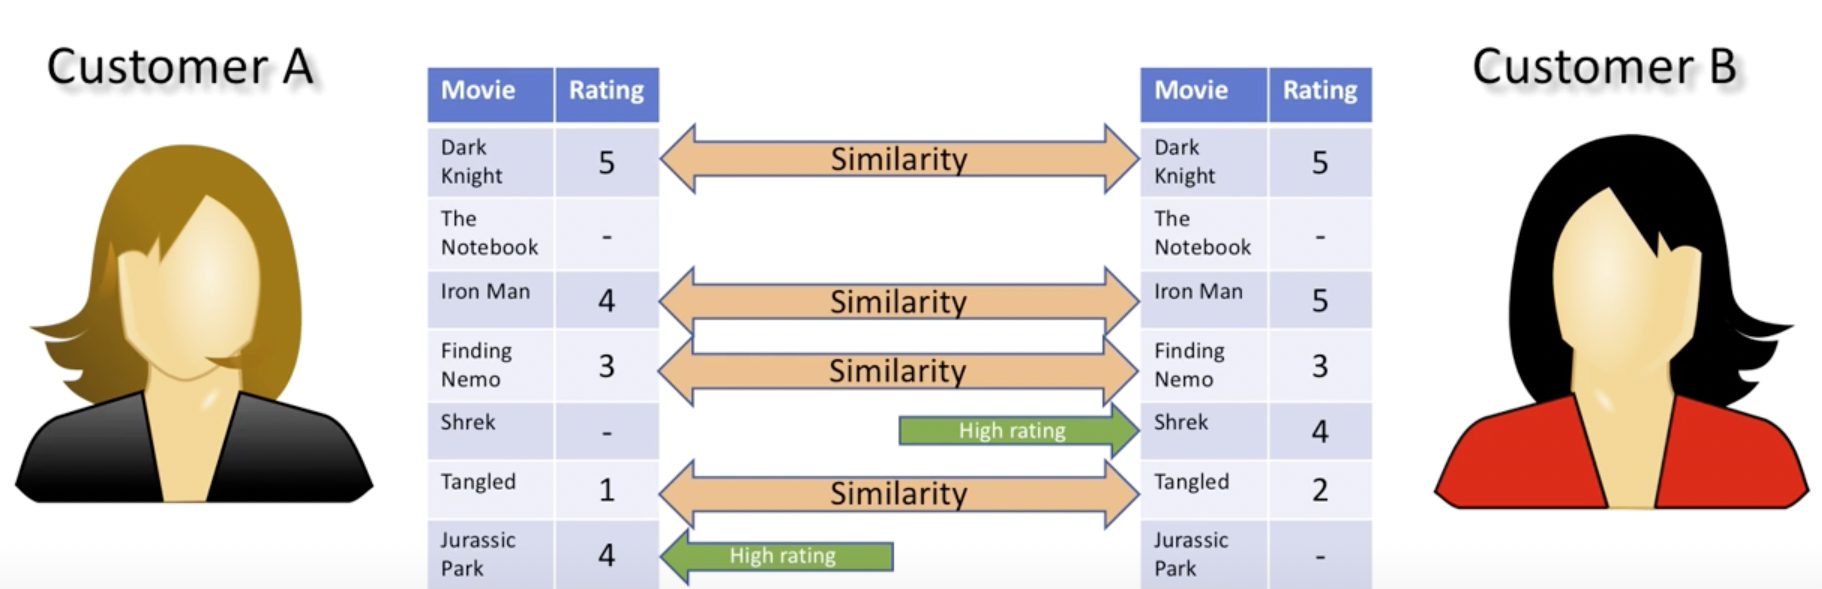 Customer A
Customer B
Movie Rating
Dark
Knight
5
The
Notebook
-
Iron Man
4
Finding
Nemo
3
Shrek
-
Tangled
1
Jurassic
Park
4
Similarity
Similarity
Similarity
High rating
Similarity
High rating
Movie Rating
Dark
Knight
5
The
Notebook
-
Iron Man
5
Finding
Nemo
3
Shrek
4
Tangled
2
Jurassic
Park
-